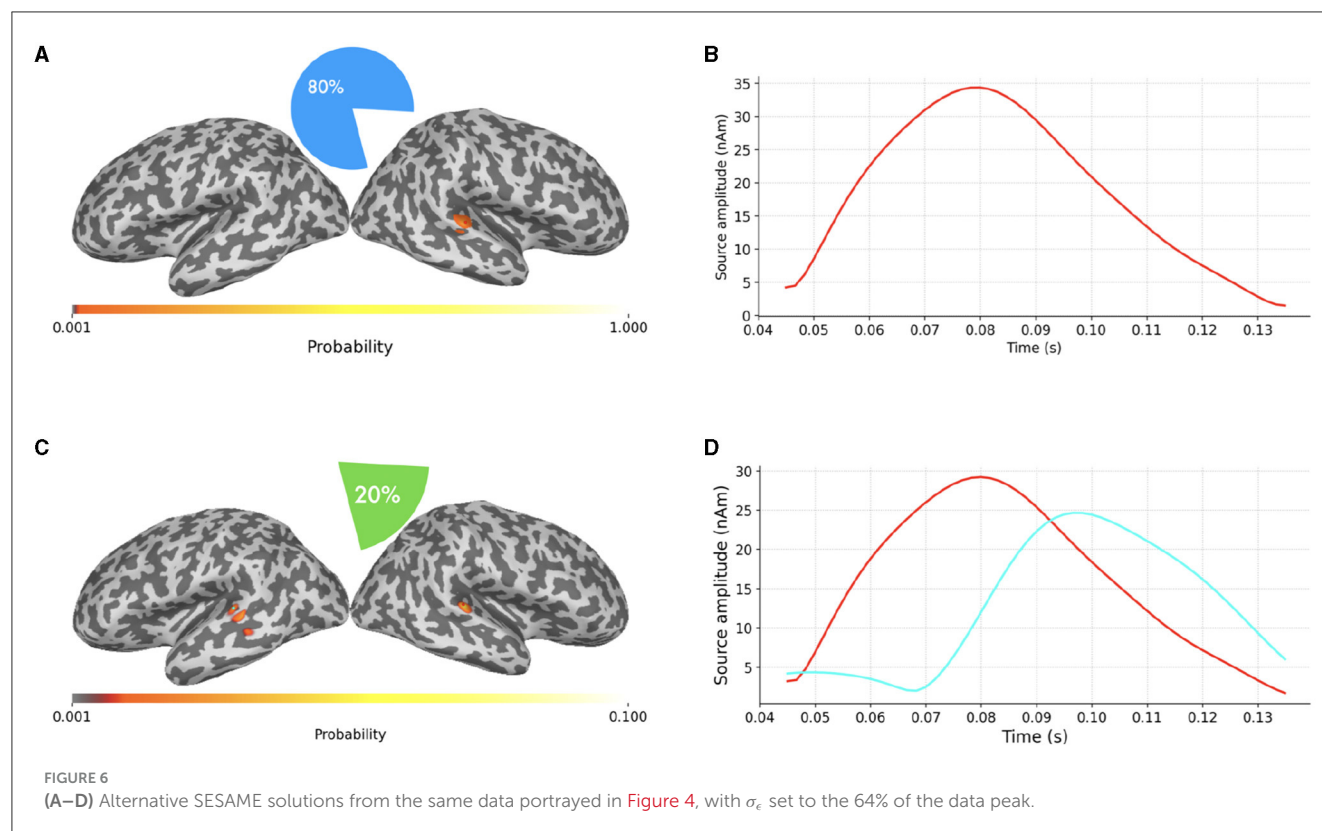 A
80%
0.001 1.000
Probability
B
35
30
25
20
15
10
5
0
Source amplitude (nAm)
0.04 0.05 0.06 0.07 0.08 0.09 0.10 0.11 0.12 0.13
Time (s)
C
20%
0.001 0.100
Probability
D
30
25
20
15
10
5
Source amplitude (nAm)
0.04 0.05 0.06 0.07 0.08 0.09 0.10 0.11 0.12 0.13
Time (s)
FIGURE 6
(A–D) Alternative SESAME solutions from the same data portrayed in Figure 4, with σϵ set to the 64% of the data peak.